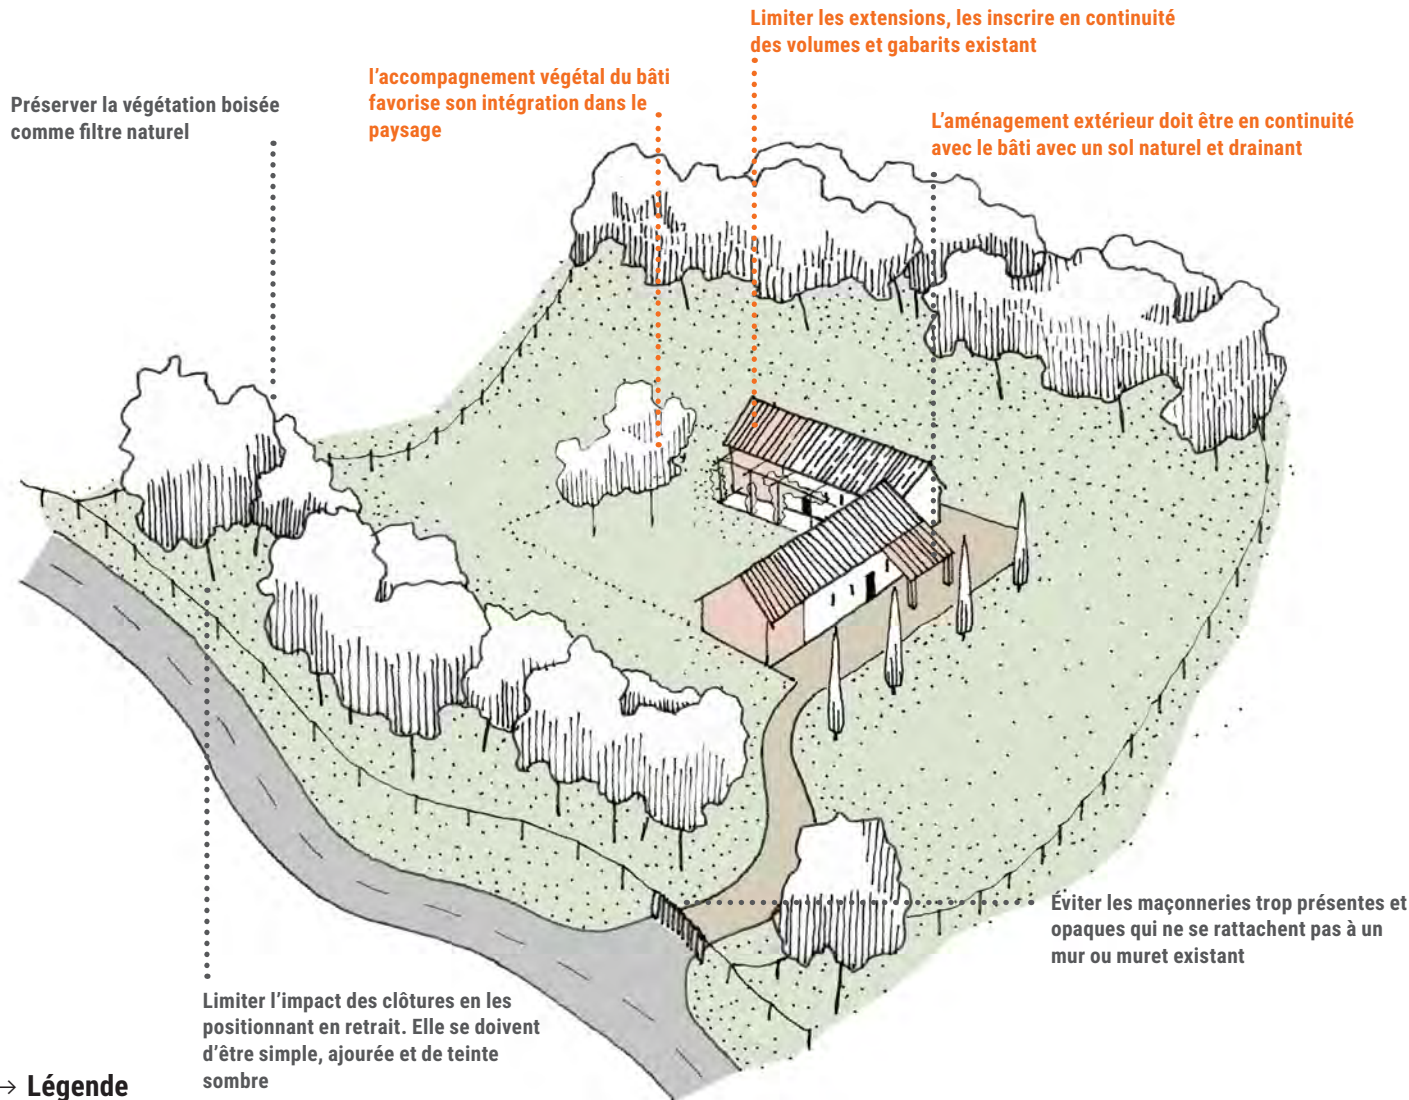 Limiter les extensions, les inscrire en continuité
des volumes et gabarits existant
l'accompagnement végétal du bâti
favorise son intégration dans le
paysage
Préserver la végétation boisée
comme filtre naturel
L'aménagement extérieur doit être en continuité
avec le bâti avec un sol naturel et drainant
Éviter les maçonneries trop présentes et
opaques qui ne se rattachent pas à un
mur ou muret existant
Limiter l'impact des clôtures en les
positionnant en retrait. Elle se doivent
d'être simple, ajourée et de teinte
sombre
→ Légende